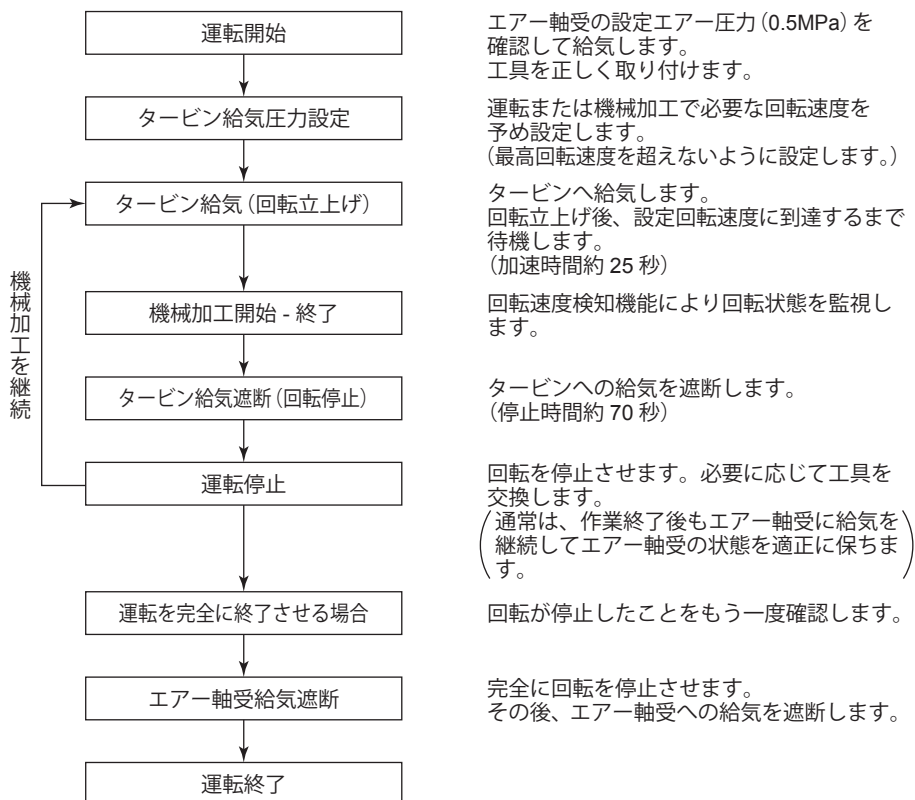 運転開始
エアー軸受の設定エアー圧力（0.5MPa）を
確認して給気します。
工具を正しく取り付けます。
タービン給気圧力設定
運転または機械加工で必要な回転速度を
予め設定します。
（最高回転速度を超えないように設定します。）
タービン給気（回転立上げ）
タービンへ給気します。
回転立上げ後、設定回転速度に到達するまで
待機します。
（加速時間約 25 秒）
機械加工を継続
機械加工開始 - 終了
回転速度検知機能により回転状態を監視し
ます。
タービン給気遮断（回転停止）
タービンへの給気を遮断します。
（停止時間約 70 秒）
運転停止
回転を停止させます。必要に応じて工具を
交換します。
（通常は、作業終了後もエアー軸受に給気を
継続してエアー軸受の状態を適正に保ちま
す。）
運転を完全に終了させる場合
回転が停止したことをもう一度確認します。
エアー軸受給気遮断
完全に回転を停止させます。
その後、エアー軸受への給気を遮断します。
運転終了